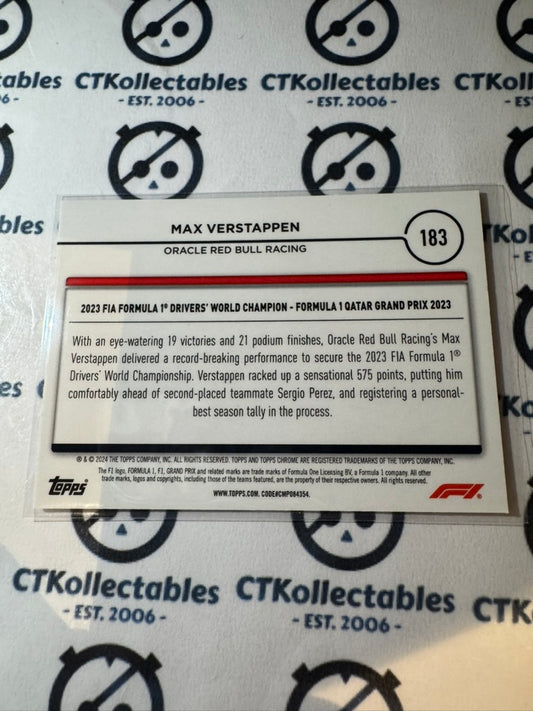 ctables CTKollectables CTKollectables CTK
06- - EST. 2006 - - EST. 2006 - - ES
bles
TKo
MAX VERSTAPPEN
183
ORACLE RED BULL RACING
2023 FIA FORMULA 1® DRIVERS' WORLD CHAMPION - FORMULA 1 QATAR GRAND PRIX 2023
With an eye-watering 19 victories and 21 podium finishes, Oracle Red Bull Racing's Max
Verstappen delivered a record-breaking performance to secure the 2023 FIA Formula 1®
Drivers' World Championship. Verstappen racked up a sensational 575 points, putting him
comfortably ahead of second-placed teammate Sergio Perez, and registering a personal-
best season tally in the process.
® & © 2024 THE TOPPS COMPANY, INC. ALL RIGHTS RESERVED. TOPPS AND TOPPS CHROME ARE REGISTERED TRADEMARKS OF THE TOPPS COMPANY, INC.
The F1 logo, FORMULA 1, F1, GRAND PRIX and related marks are trade marks of Formula One Licensing BV, a Formula 1 company. All other
trade marks, logos and copyrights, including those of the teams featured, are the property of their respective owners. All rights reserved.
Topps
WWW.TOPPS.COM. CODE#CMP084354.
F1®
CTKollectables CTKollectables CTK
- EST. 2006 - - EST. 2006 -